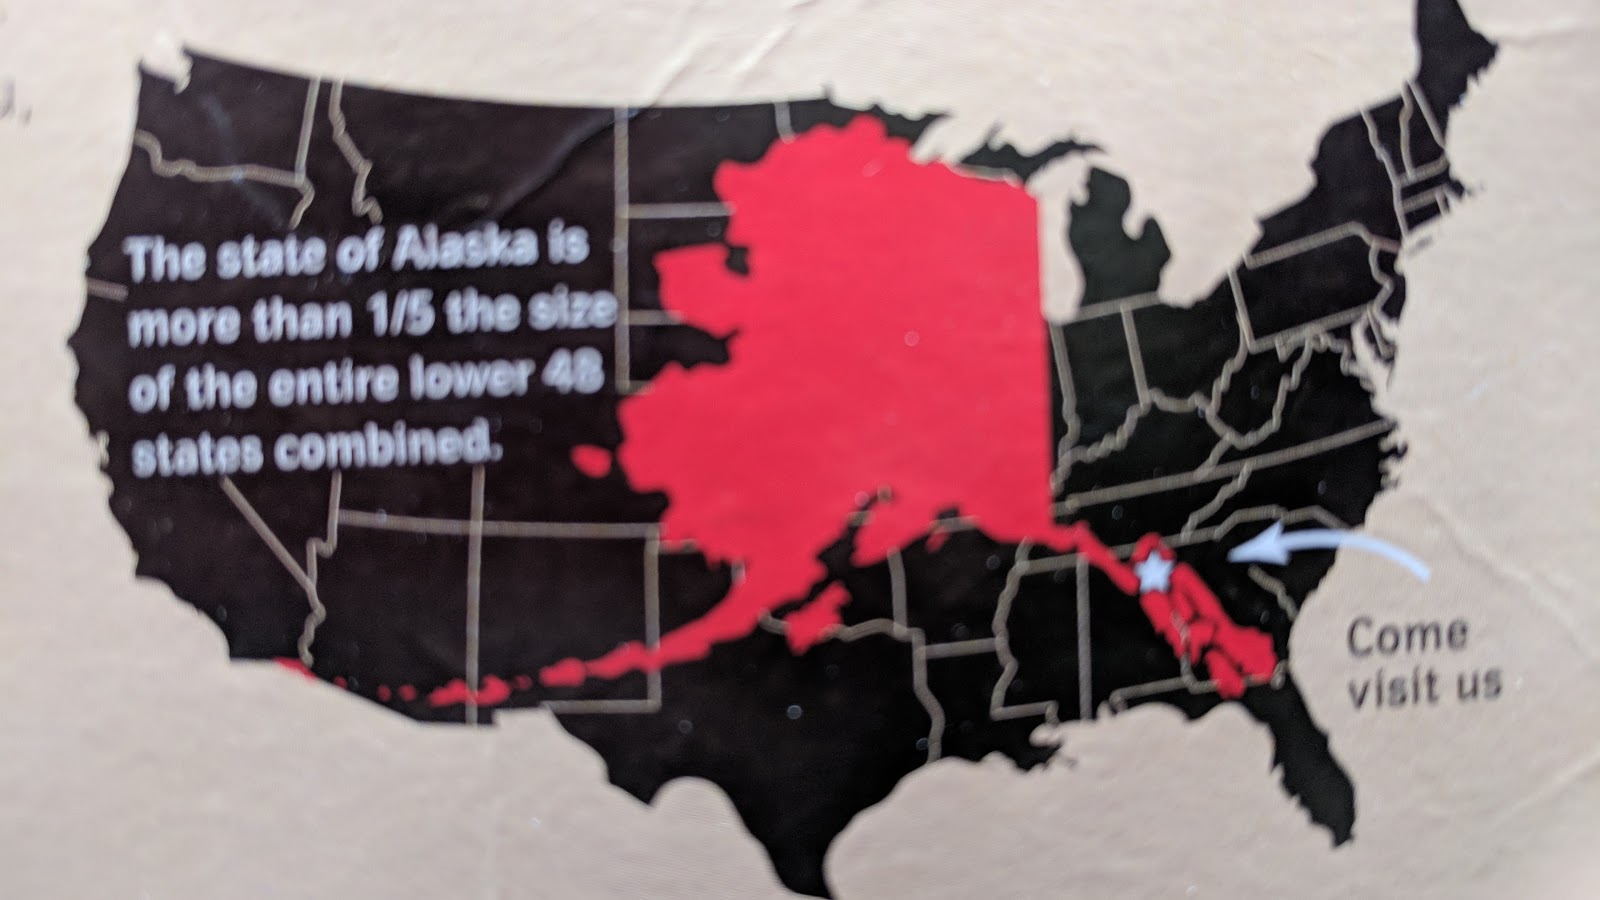 The state of Alaska is
more than 1/5 the size
of the entire lower 48
states combined.
Come
visit us